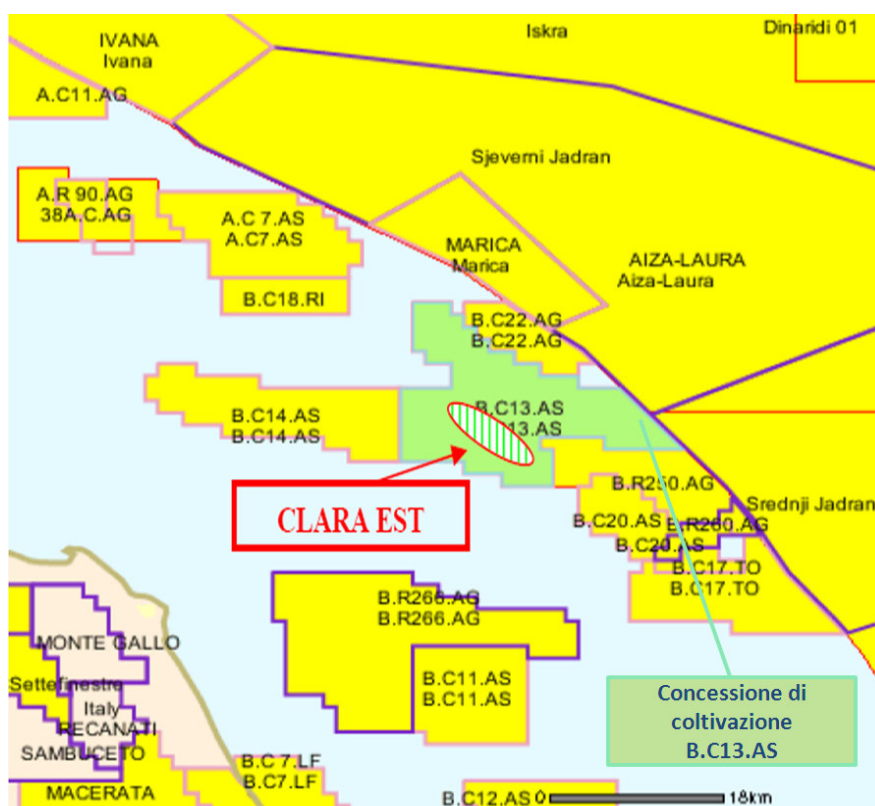 IVANA
Ivana
Iskra
Dinaridi 01
A.C11.AG
Sjeverni Jadran
A.R 90.AG
38A.C.AG
A.C 7.AS
A.C7.AS
MARICA
Marica
AIZA-LAURA
Aiza-Laura
B.C18.RI
B.C22.AG
B.C22.AG
B.C14.AS
B.C14.AS
B.C13.AS
13.AS
CLARA EST
B.R250.AG
Srednji Jadran
B.C20.AS
B.R260.AG
B.C20.AS
B.C17.TO
B.C17.TO
B.R266.AG
B.R266.AG
MONTE GALLO
B.C11.AS
B.C11.AS
Settefinestre
Italy
RECANATI
SAMBUCETO
Concessione di
coltivazione
B.C13.AS
MACERATA
B.C 7.LF
B.C7.LF
B.C12.AS
0
18km